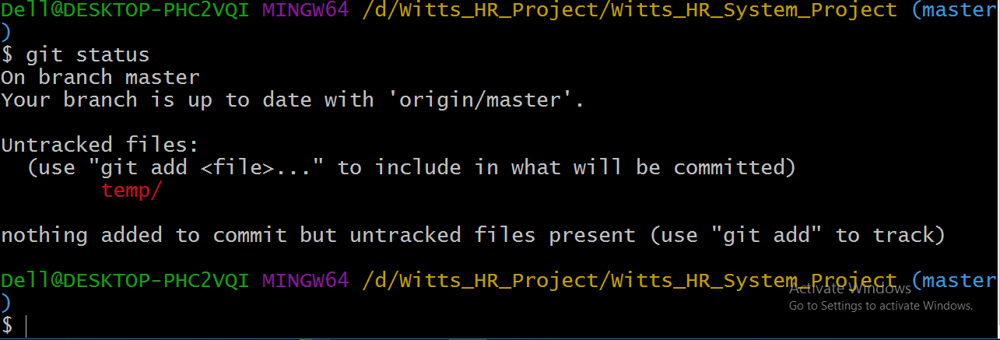 Dell@DESKTOP-PHC2VQI MINGW64 /d/Witts_HR_Project/Witts_HR_System_Project (master
)
$ git status
On branch master
Your branch is up to date with 'origin/master'.
Untracked files:
  (use "git add <file>..." to include in what will be committed)
        temp/
nothing added to commit but untracked files present (use "git add" to track)
Dell@DESKTOP-PHC2VQI MINGW64 /d/Witts_HR_Project/Witts_HR_System_Project (master
)
Activate Windows
Go to Settings to activate Windows.
$